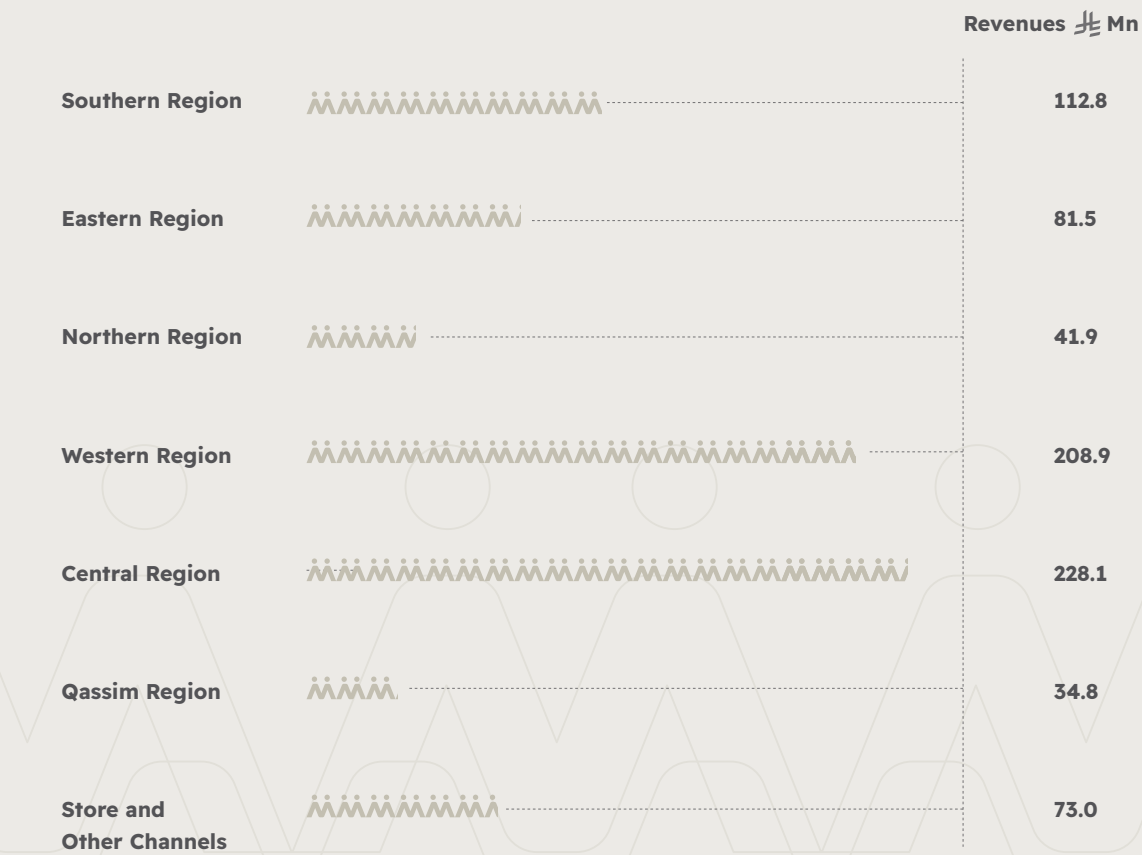 Revenues ⃁ Mn
Southern Region 112.8
Eastern Region 81.5
Northern Region 41.9
Western Region 208.9
Central Region 228.1
Qassim Region 34.8
Store and 73.0
Other Channels